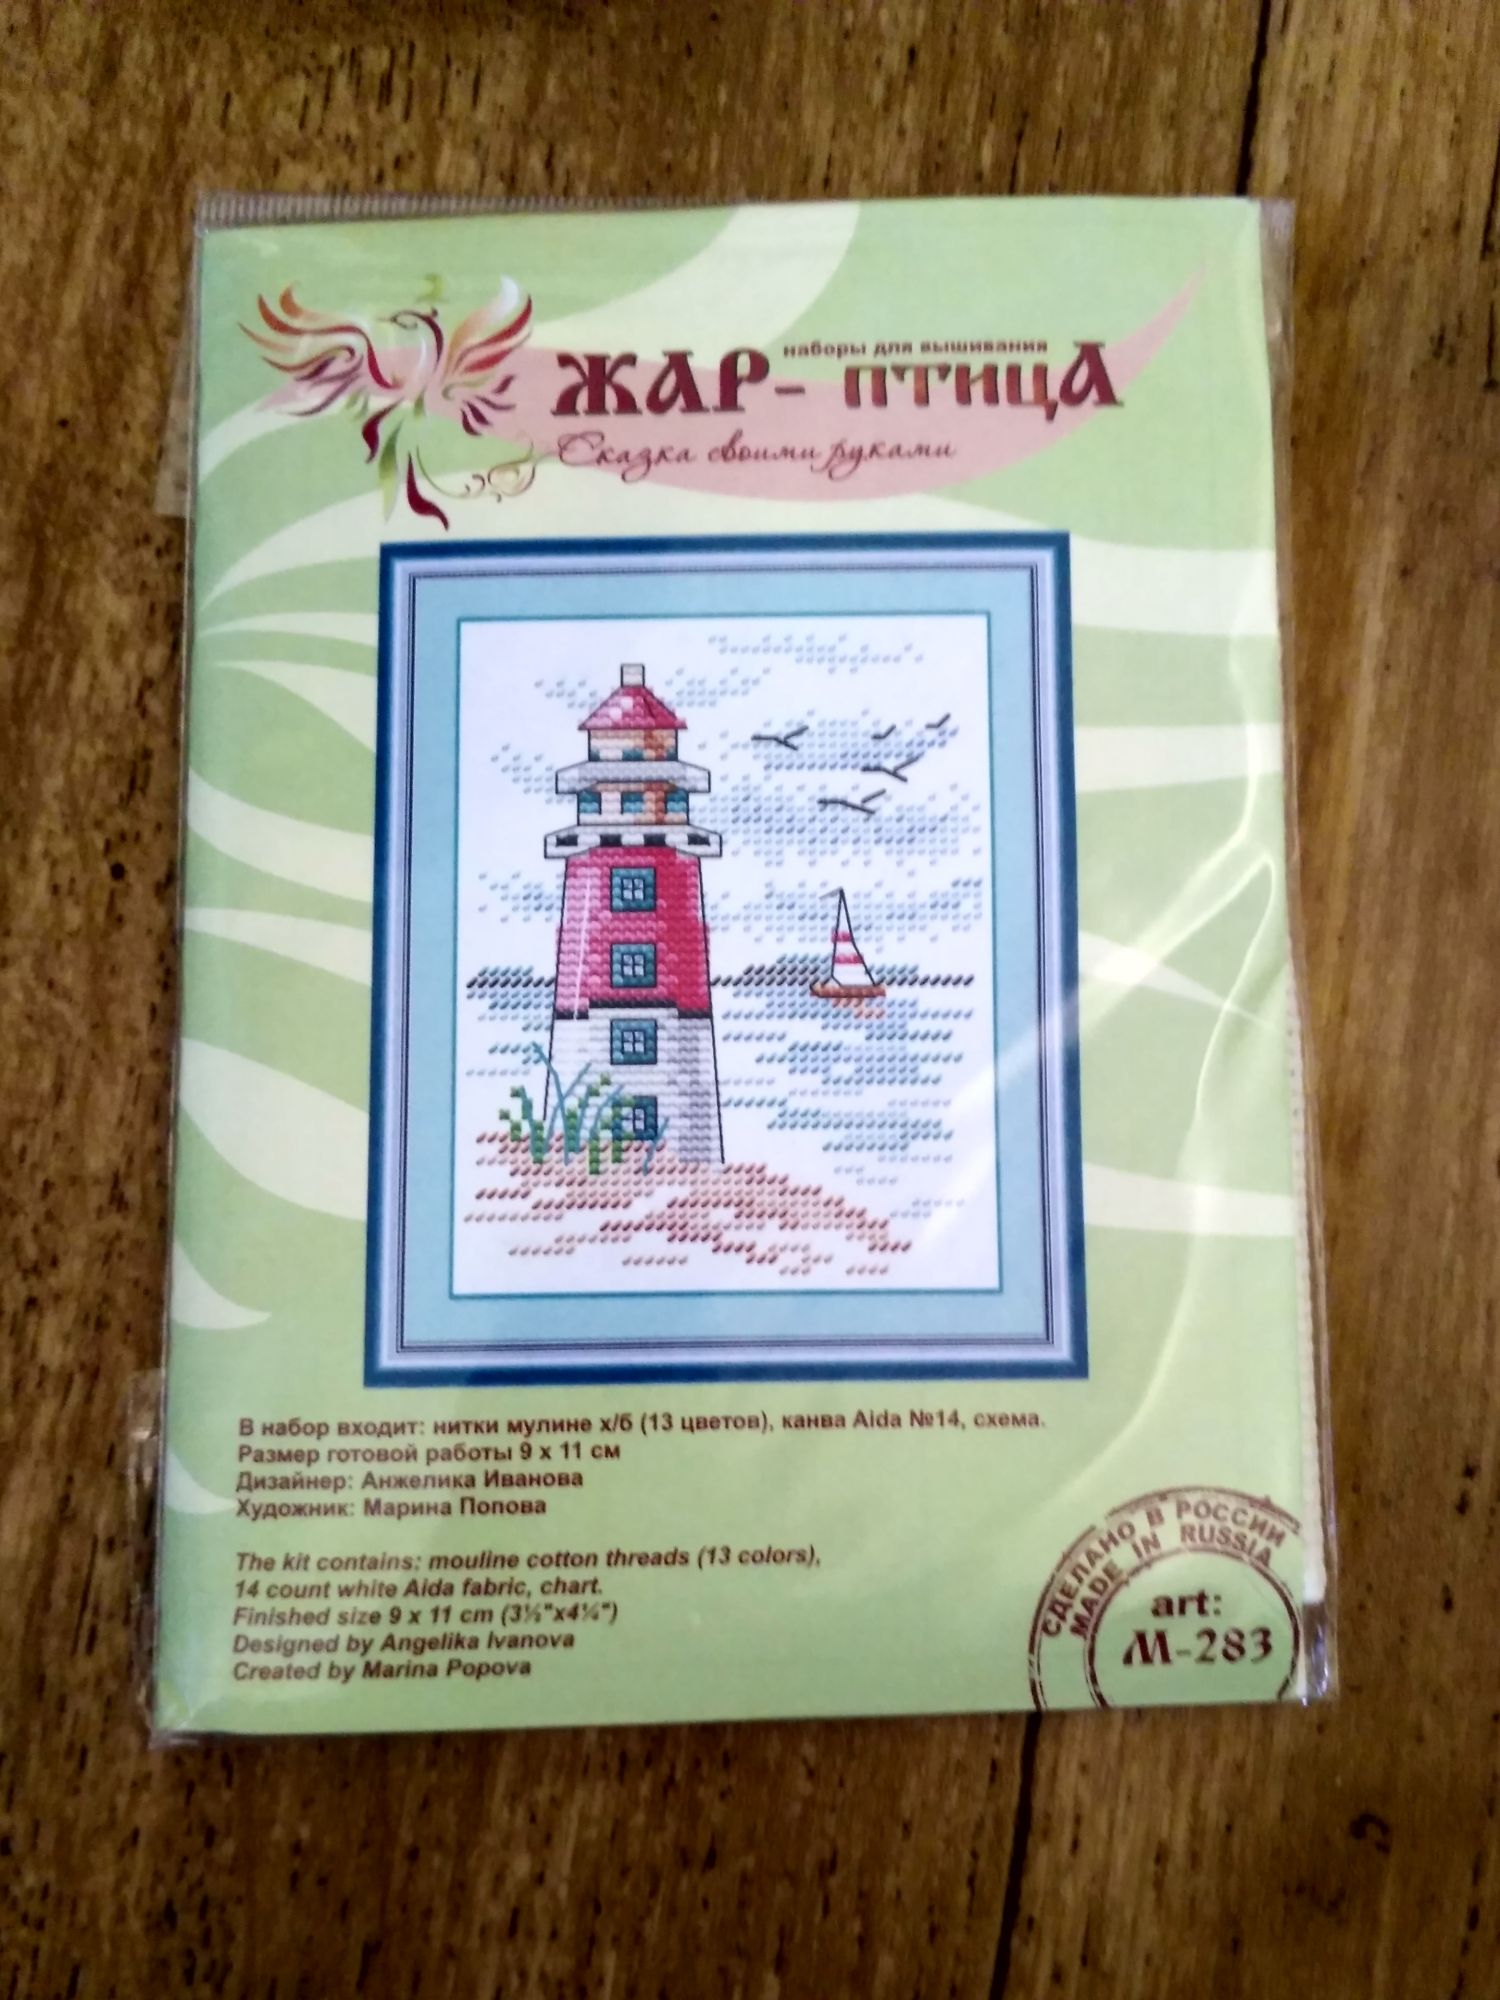 наборы для вышивания
ЖАР- ПТИЦА
Сказка своими руками
В набор входит: нитки мулине х/б (13 цветов), канва Aida №14, схема.
Размер готовой работы 9 х 11 см
Дизайнер: Анжелика Иванова
Художник: Марина Попова
The kit contains: mouline cotton threads (13 colors),
14 count white Aida fabric, chart.
Finished size 9 x 11 cm (3½"x4¼")
Designed by Angelika Ivanova
Created by Marina Popova
СДЕЛАНО В РОССИИ
MADE IN RUSSIA
art:
М-283